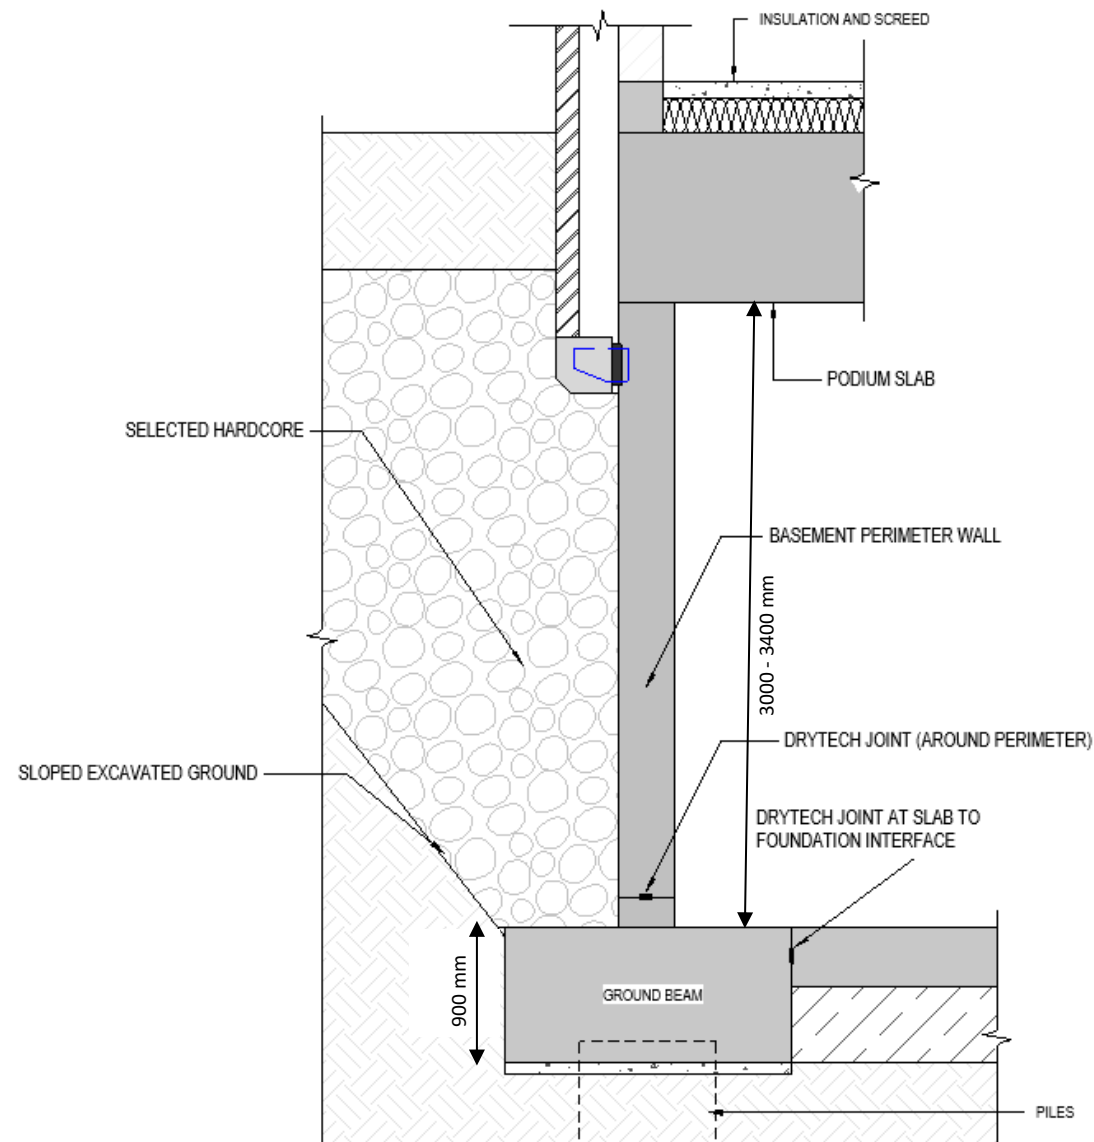 INSULATION AND SCREED
PODIUM SLAB
SELECTED HARDCORE
BASEMENT PERIMETER WALL
3000 - 3400 mm
DRYTECH JOINT (AROUND PERIMETER)
SLOPED EXCAVATED GROUND
DRYTECH JOINT AT SLAB TO
FOUNDATION INTERFACE
900 mm
GROUND BEAM
PILES